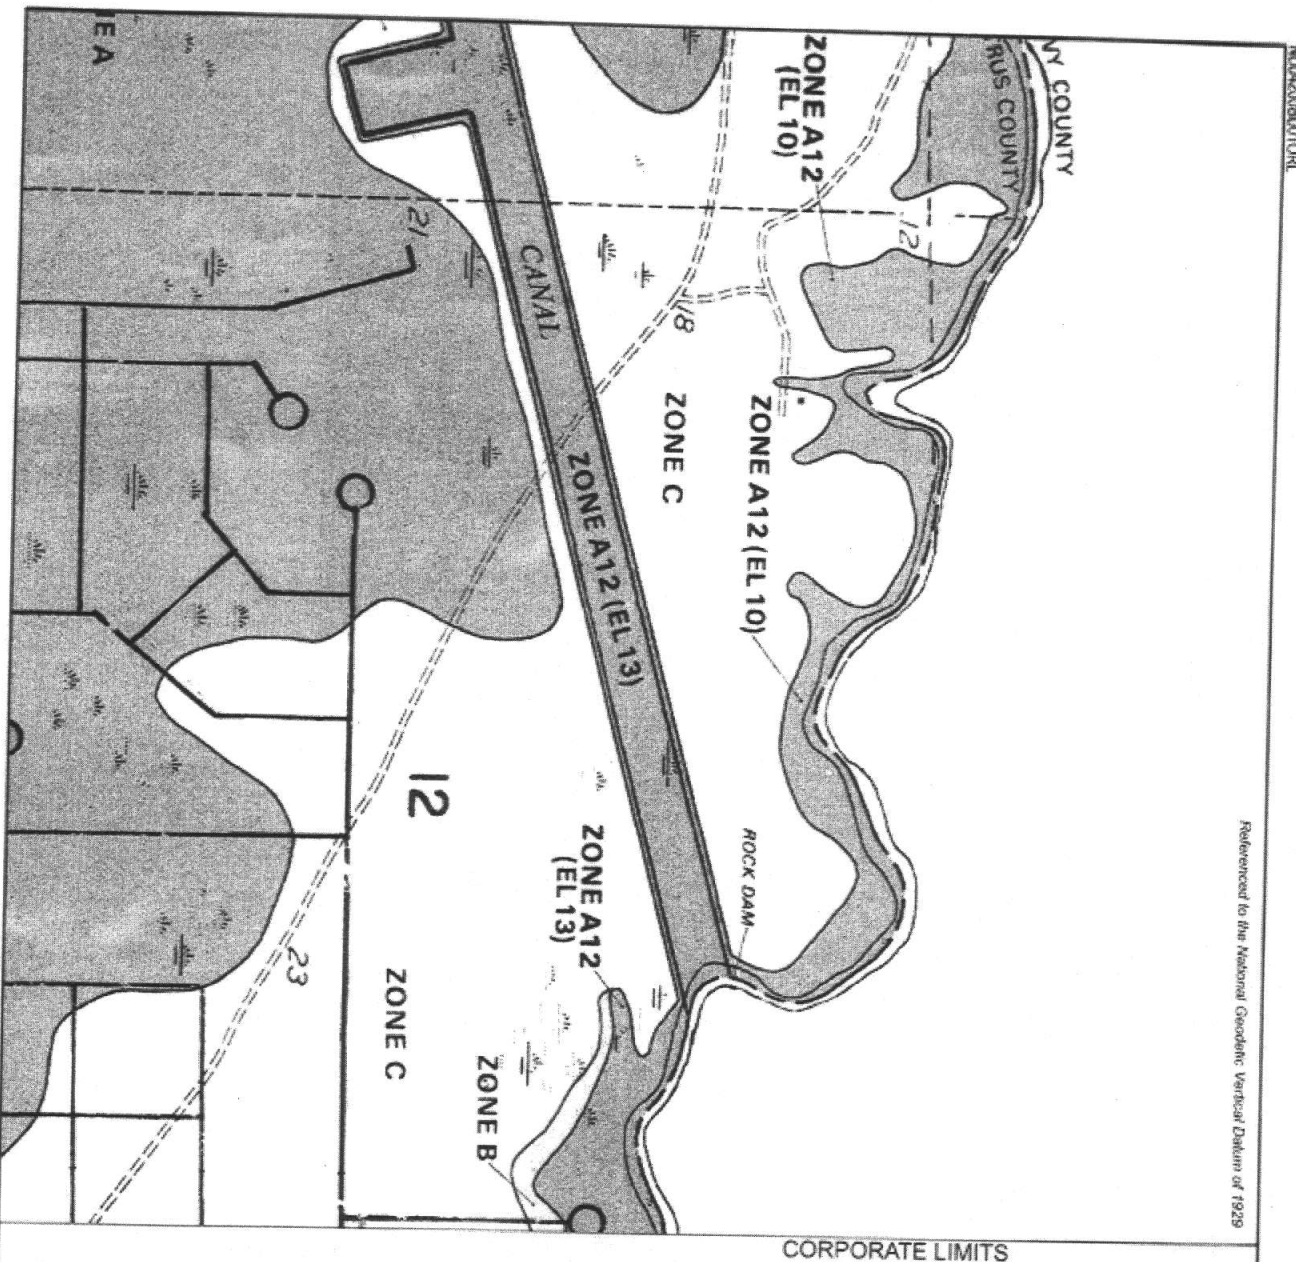 VY COUNTY
RUS COUNTY
ZONE A12
(EL 10)
E A
12
21
CANAL
18
ZONE C
ZONE A12 (EL 10)
ZONE A12 (EL 13)
12
ROCK DAM
ZONE A12
(EL 13)
23
ZONE C
ZONE B
Referenced to the National Geodetic Vertical Datum of 1929
CORPORATE LIMITS